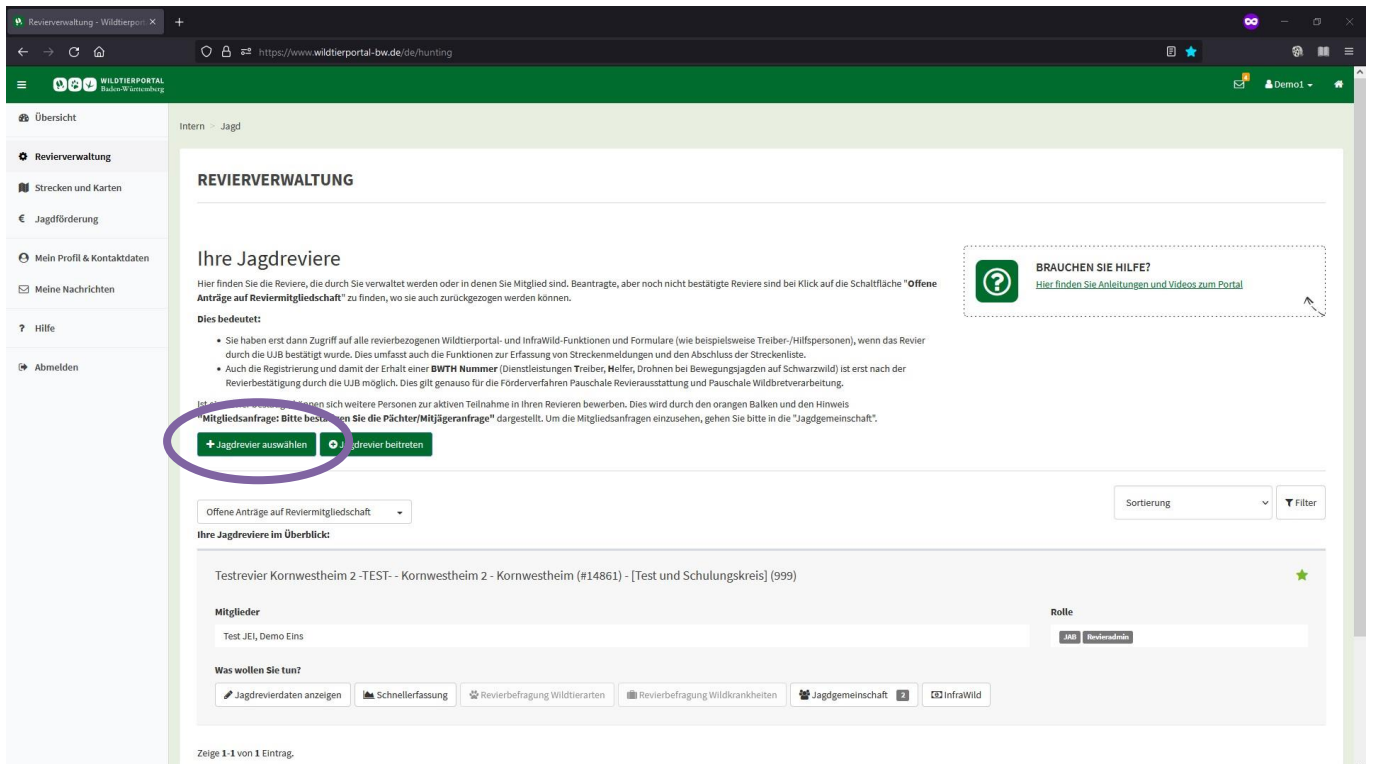 Revierverwaltung - Wildtierport
https://www.wildtierportal-bw.de/de/hunting
WILDTIERPORTAL
Baden-Württemberg
Demo1
Übersicht
Revierverwaltung
Strecken und Karten
Jagdförderung
Mein Profil & Kontaktdaten
Meine Nachrichten
Hilfe
Abmelden
Intern > Jagd
REVIERVERWALTUNG
Ihre Jagdreviere
Hier finden Sie die Reviere, die durch Sie verwaltet werden oder in denen Sie Mitglied sind. Beantragte, aber noch nicht bestätigte Reviere sind bei Klick auf die Schaltfläche "Offene
Anträge auf Reviermitgliedschaft" zu finden, wo sie auch zurückgezogen werden können.
Dies bedeutet:
• Sie haben erst dann Zugriff auf alle revierbezogenen Wildtierportal- und InfraWild-Funktionen und Formulare (wie beispielsweise Treiber-/Hilfspersonen), wenn das Revier
durch die UJB bestätigt wurde. Dies umfasst auch die Funktionen zur Erfassung von Streckenmeldungen und den Abschluss der Streckenliste.
• Auch die Registrierung und damit der Erhalt einer BWTH Nummer (Dienstleistungen Treiber, Helfer, Drohnen bei Bewegungsjagden auf Schwarzwild) ist erst nach der
Revierbestätigung durch die UJB möglich. Dies gilt genauso für die Förderverfahren Pauschale Revierausstattung und Pauschale Wildbretverarbeitung.
sich weitere Personen zur aktiven Teilnahme in Ihren Revieren bewerben. Dies wird durch den orangen Balken und den Hinweis
"Mitgliedsanfrage: Bitte Sie die Pächter/Mitjägeranfrage" dargestellt. Um die Mitgliedsanfragen einzusehen, gehen Sie bitte in die "Jagdgemeinschaft".
Jagdrevier auswählen
Jagdrevier beitreten
BRAUCHEN SIE HILFE?
Hier finden Sie Anleitungen und Videos zum Portal
Offene Anträge auf Reviermitgliedschaft
Sortierung
Filter
Ihre Jagdreviere im Überblick:
Testrevier Kornwestheim 2 -TEST- - Kornwestheim 2 - Kornwestheim (#14861) - [Test und Schulungskreis] (999)
Mitglieder
Rolle
Test JEI, Demo Eins
JAB Revieradmin
Was wollen Sie tun?
Jagdrevierdaten anzeigen
Schnellerfassung
Revierbefragung Wildtierarten
Revierbefragung Wildkrankheiten
Jagdgemeinschaft 2
InfraWild
Zeige 1-1 von 1 Eintrag.